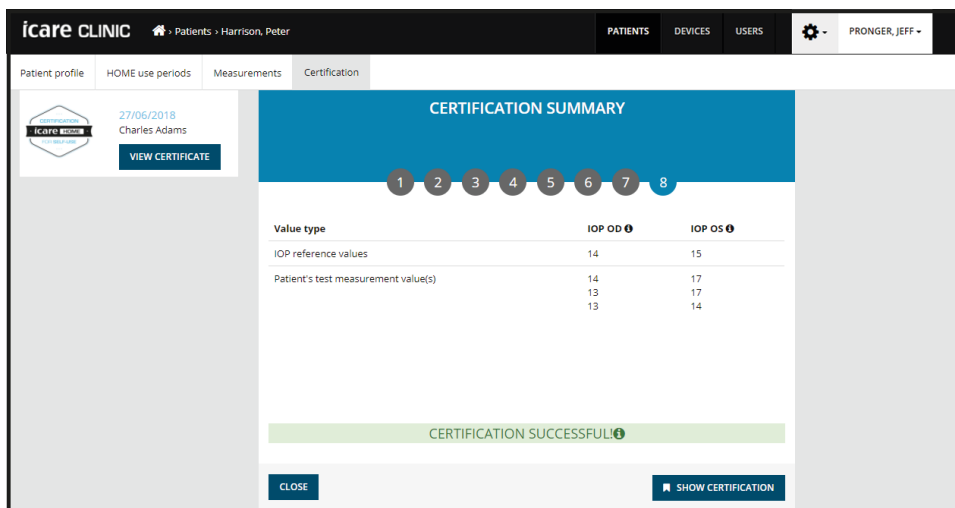 icare CLINIC › Patients › Harrison, Peter PATIENTS DEVICES USERS PRONGER, JEFF
Patient profile HOME use periods Measurements Certification
CERTIFICATION
icare HOME
FOR SELF-USE
27/06/2018
Charles Adams
VIEW CERTIFICATE
CERTIFICATION SUMMARY
1 2 3 4 5 6 7 8
Value type IOP OD IOP OS
IOP reference values 14 15
Patient's test measurement value(s) 14 17
13 17
13 14
CERTIFICATION SUCCESSFUL!
CLOSE SHOW CERTIFICATION